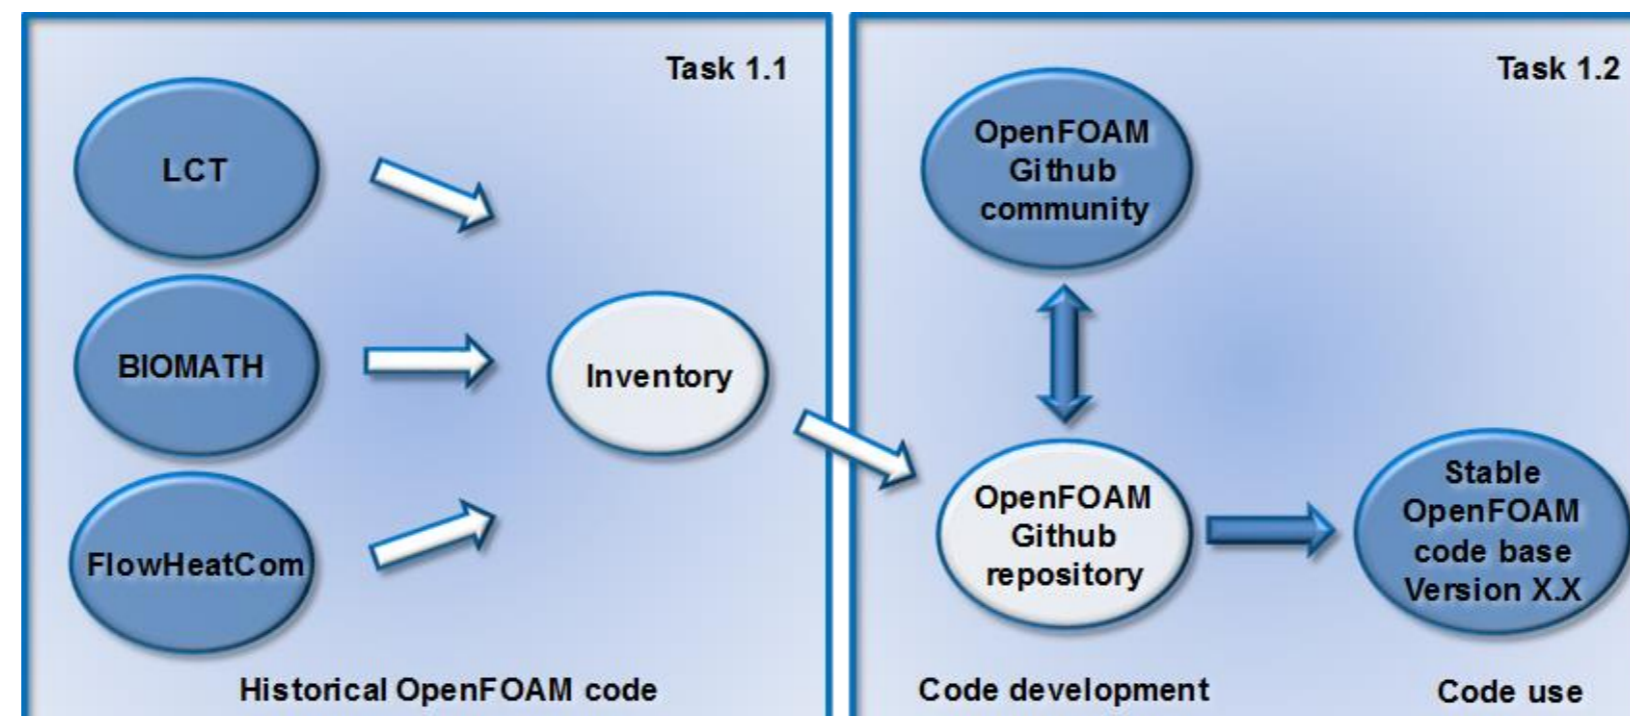 Task 1.1
LCT
BIOMATH
FlowHeatCom
Inventory
Historical OpenFOAM code
Task 1.2
OpenFOAM
Github
community
OpenFOAM
Github
repository
Stable
OpenFOAM
code base
Version X.X
Code development
Code use